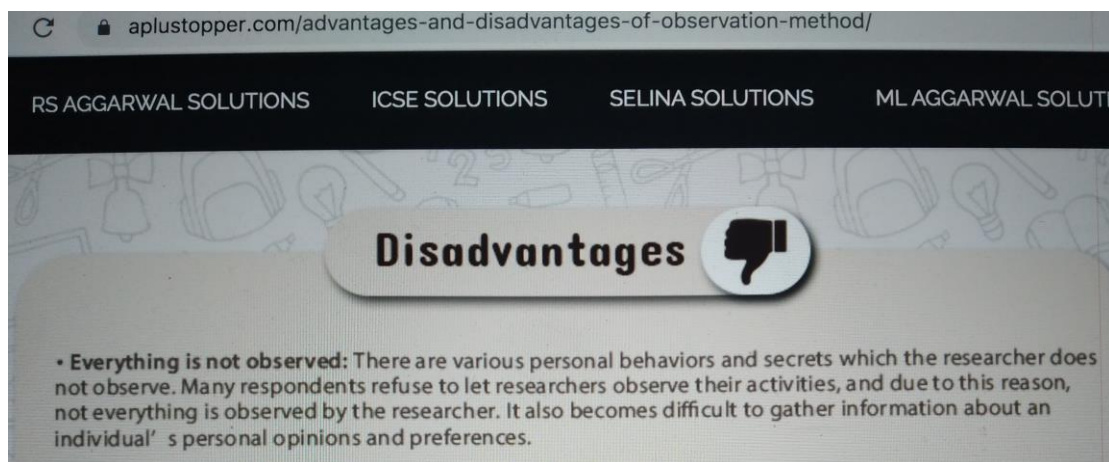 aplustopper.com/advantages-and-disadvantages-of-observation-method/
RS AGGARWAL SOLUTIONS ICSE SOLUTIONS SELINA SOLUTIONS ML AGGARWAL
Disadvantages
• Everything is not observed: There are various personal behaviors and secrets which the researcher does
not observe. Many respondents refuse to let researchers observe their activities, and due to this reason,
not everything is observed by the researcher. It also becomes difficult to gather information about an
individual' s personal opinions and preferences.